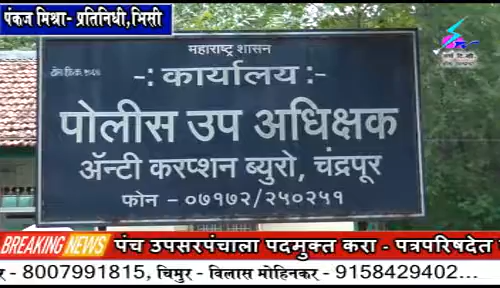 पंकज मिश्रा- प्रतिनिधी,भिसी
महाराष्ट्र शासन
-: कार्यालय :-
पोलीस उप अधिक्षक
ॲन्टी करप्शन ब्युरो, चंद्रपूर
फोन - ०७१७२/२५०२५१
BREAKING NEWS पंच उपसरपंचाला पदमुक्त करा - पत्रपरिषदेत
र - 8007991815, चिमुर - विलास मोहिनकर - 9158429402...